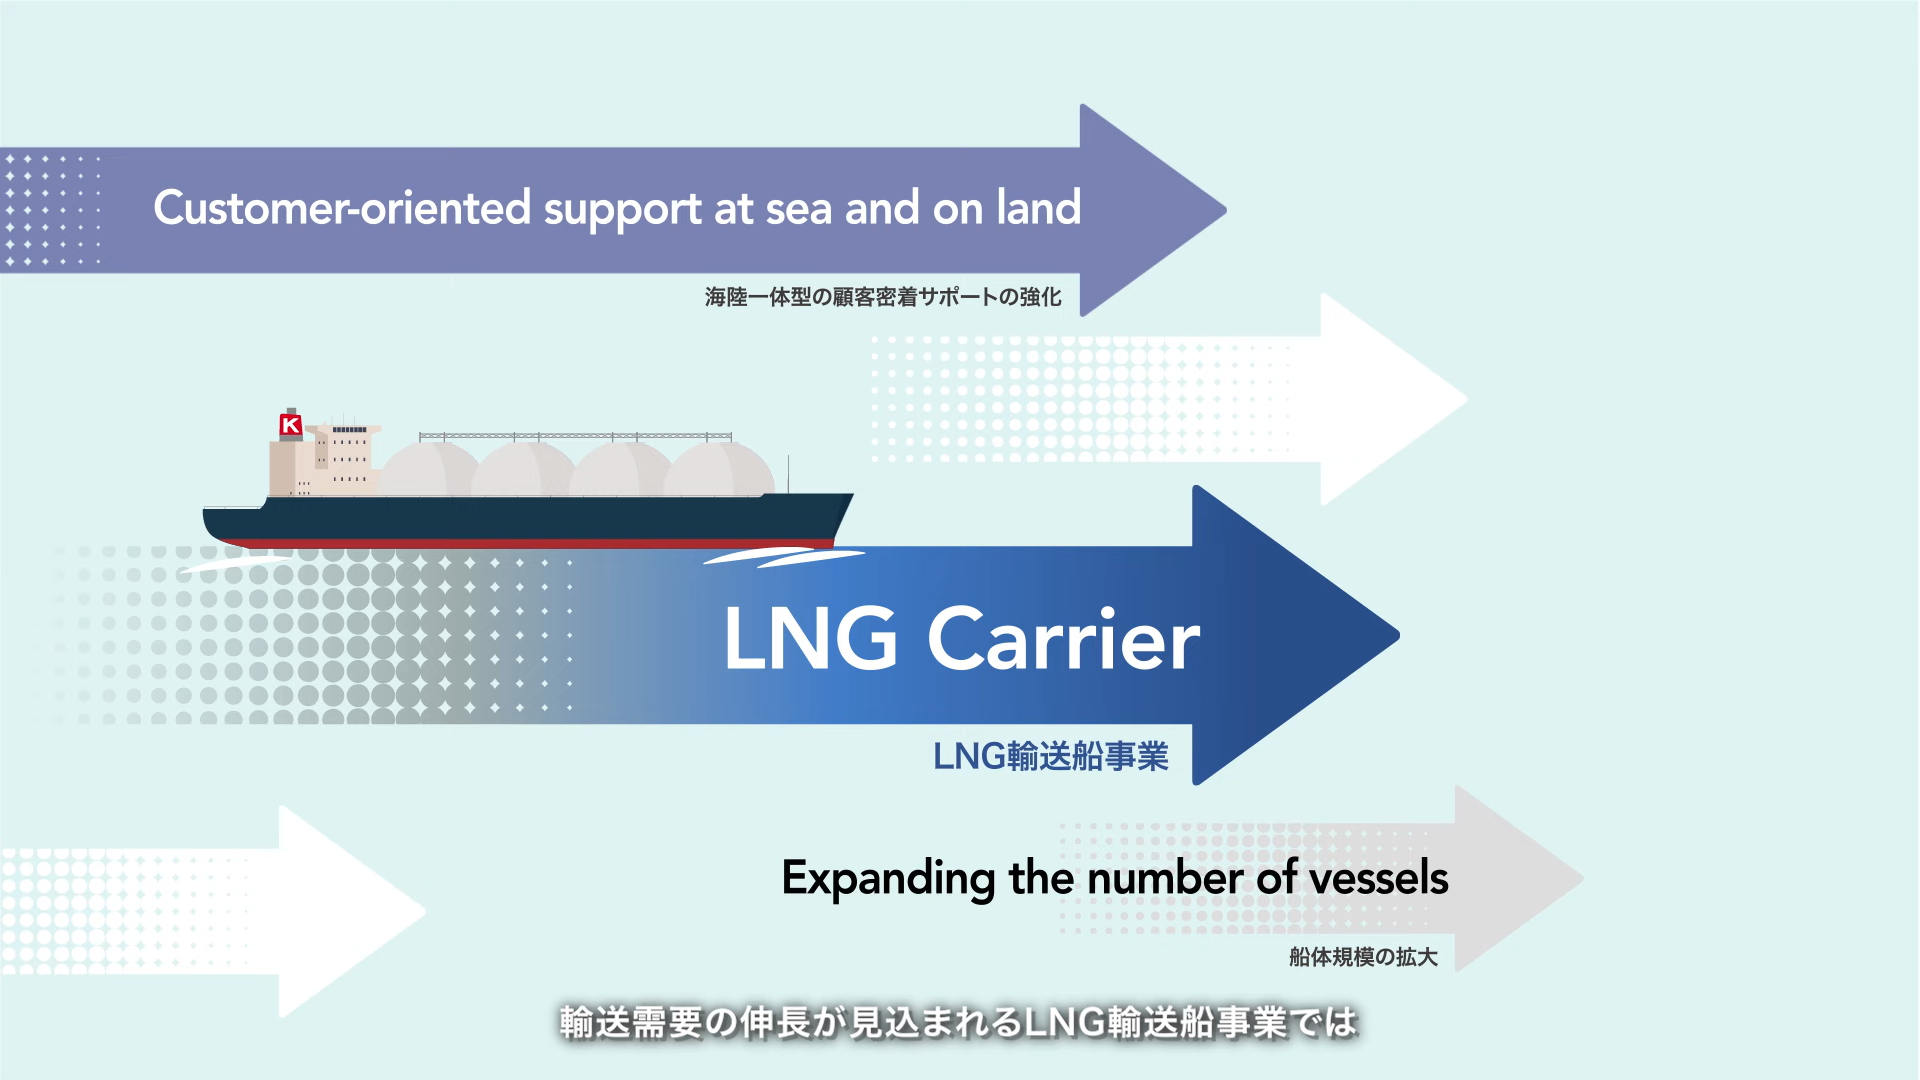 Customer-oriented support at sea and on land
海陸一体型の顧客密着サポートの強化
K
LNG Carrier
LNG輸送船事業
Expanding the number of vessels
船体規模の拡大
輸送需要の伸長が見込まれるLNG輸送船事業では